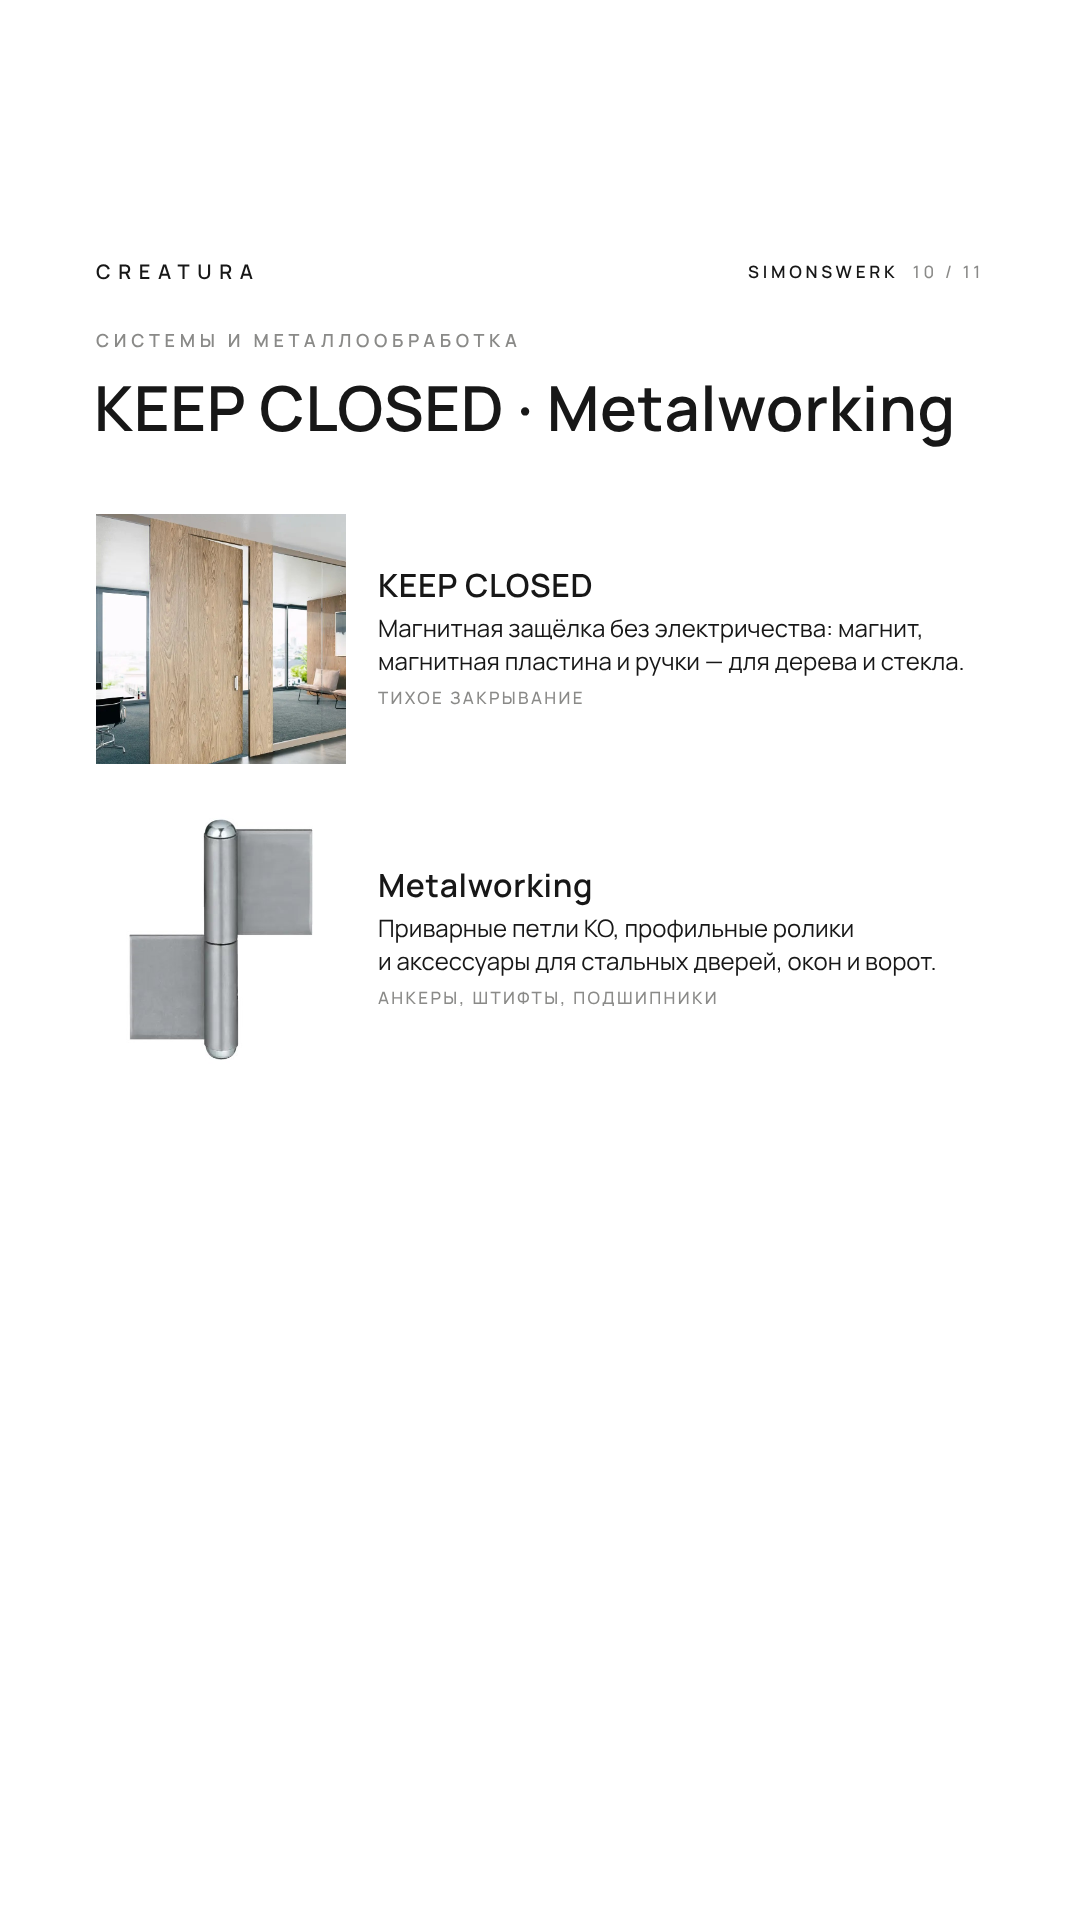 CREATURA
SIMONSWERK 10 / 11
СИСТЕМЫ И МЕТАЛЛООБРАБОТКА
KEEP CLOSED · Metalworking
KEEP CLOSED
Магнитная защёлка без электричества: магнит,
магнитная пластина и ручки — для дерева и стекла.
ТИХОЕ ЗАКРЫВАНИЕ
Metalworking
Приварные петли КО, профильные ролики
и аксессуары для стальных дверей, окон и ворот.
АНКЕРЫ, ШТИФТЫ, ПОДШИПНИКИ